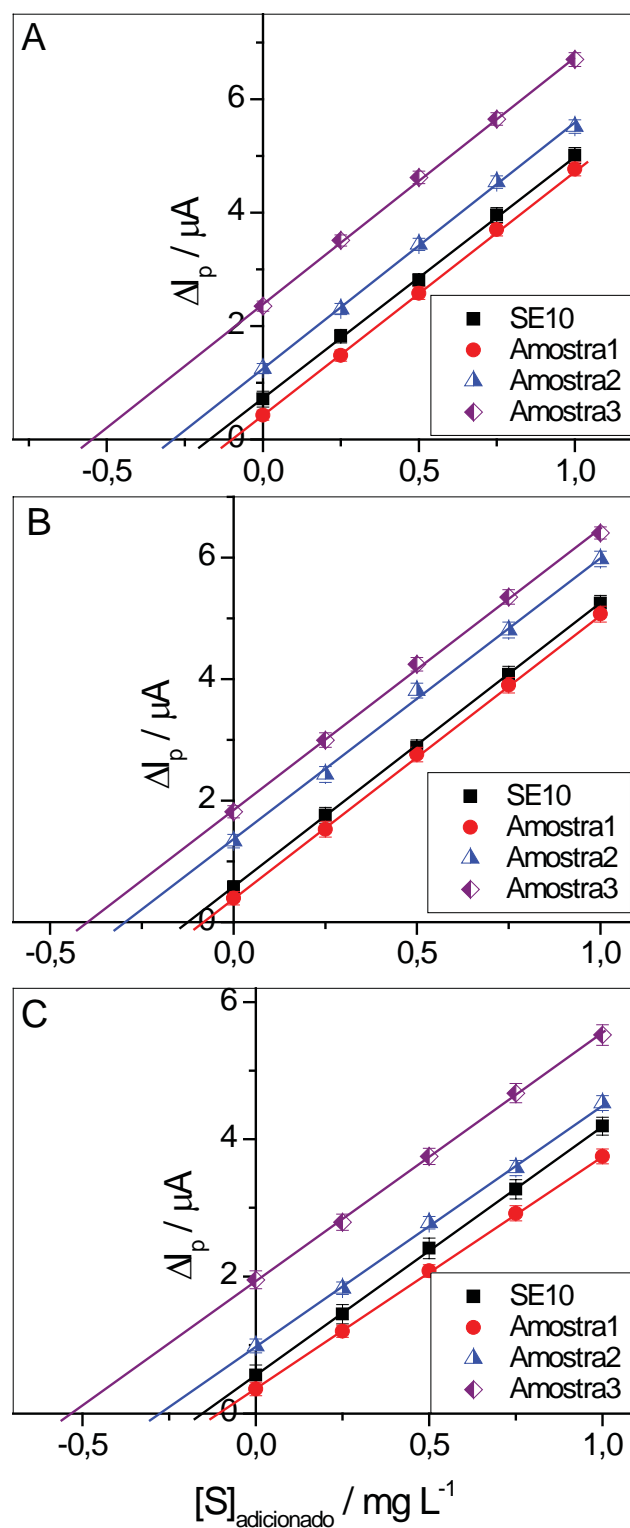 A
6
4
2
0
ΔIp / μA
SE10
Amostra1
Amostra2
Amostra3
-0,5
0,0
0,5
1,0
B
6
4
2
0
ΔIp / μA
SE10
Amostra1
Amostra2
Amostra3
-0,5
0,0
0,5
1,0
C
6
4
2
0
ΔIp / μA
SE10
Amostra1
Amostra2
Amostra3
-0,5
0,0
0,5
1,0
[S]adicionado / mg L-1